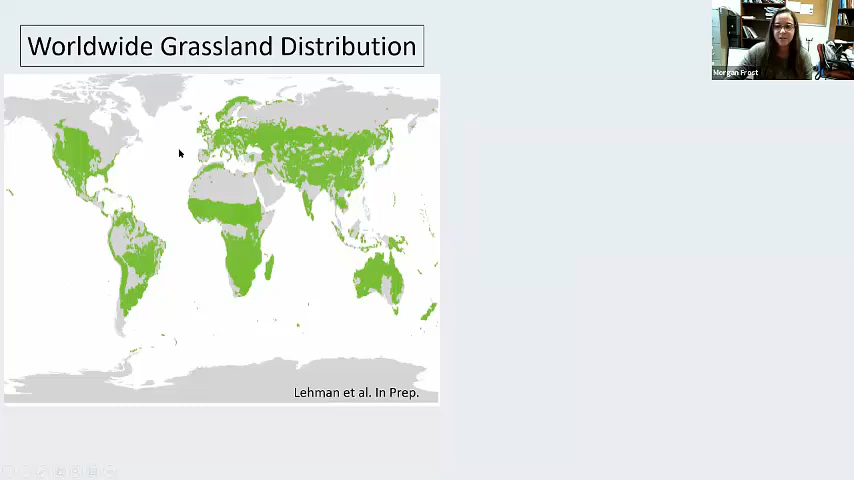 Worldwide Grassland Distribution
Morgan Frost
Lehman et al. In Prep.